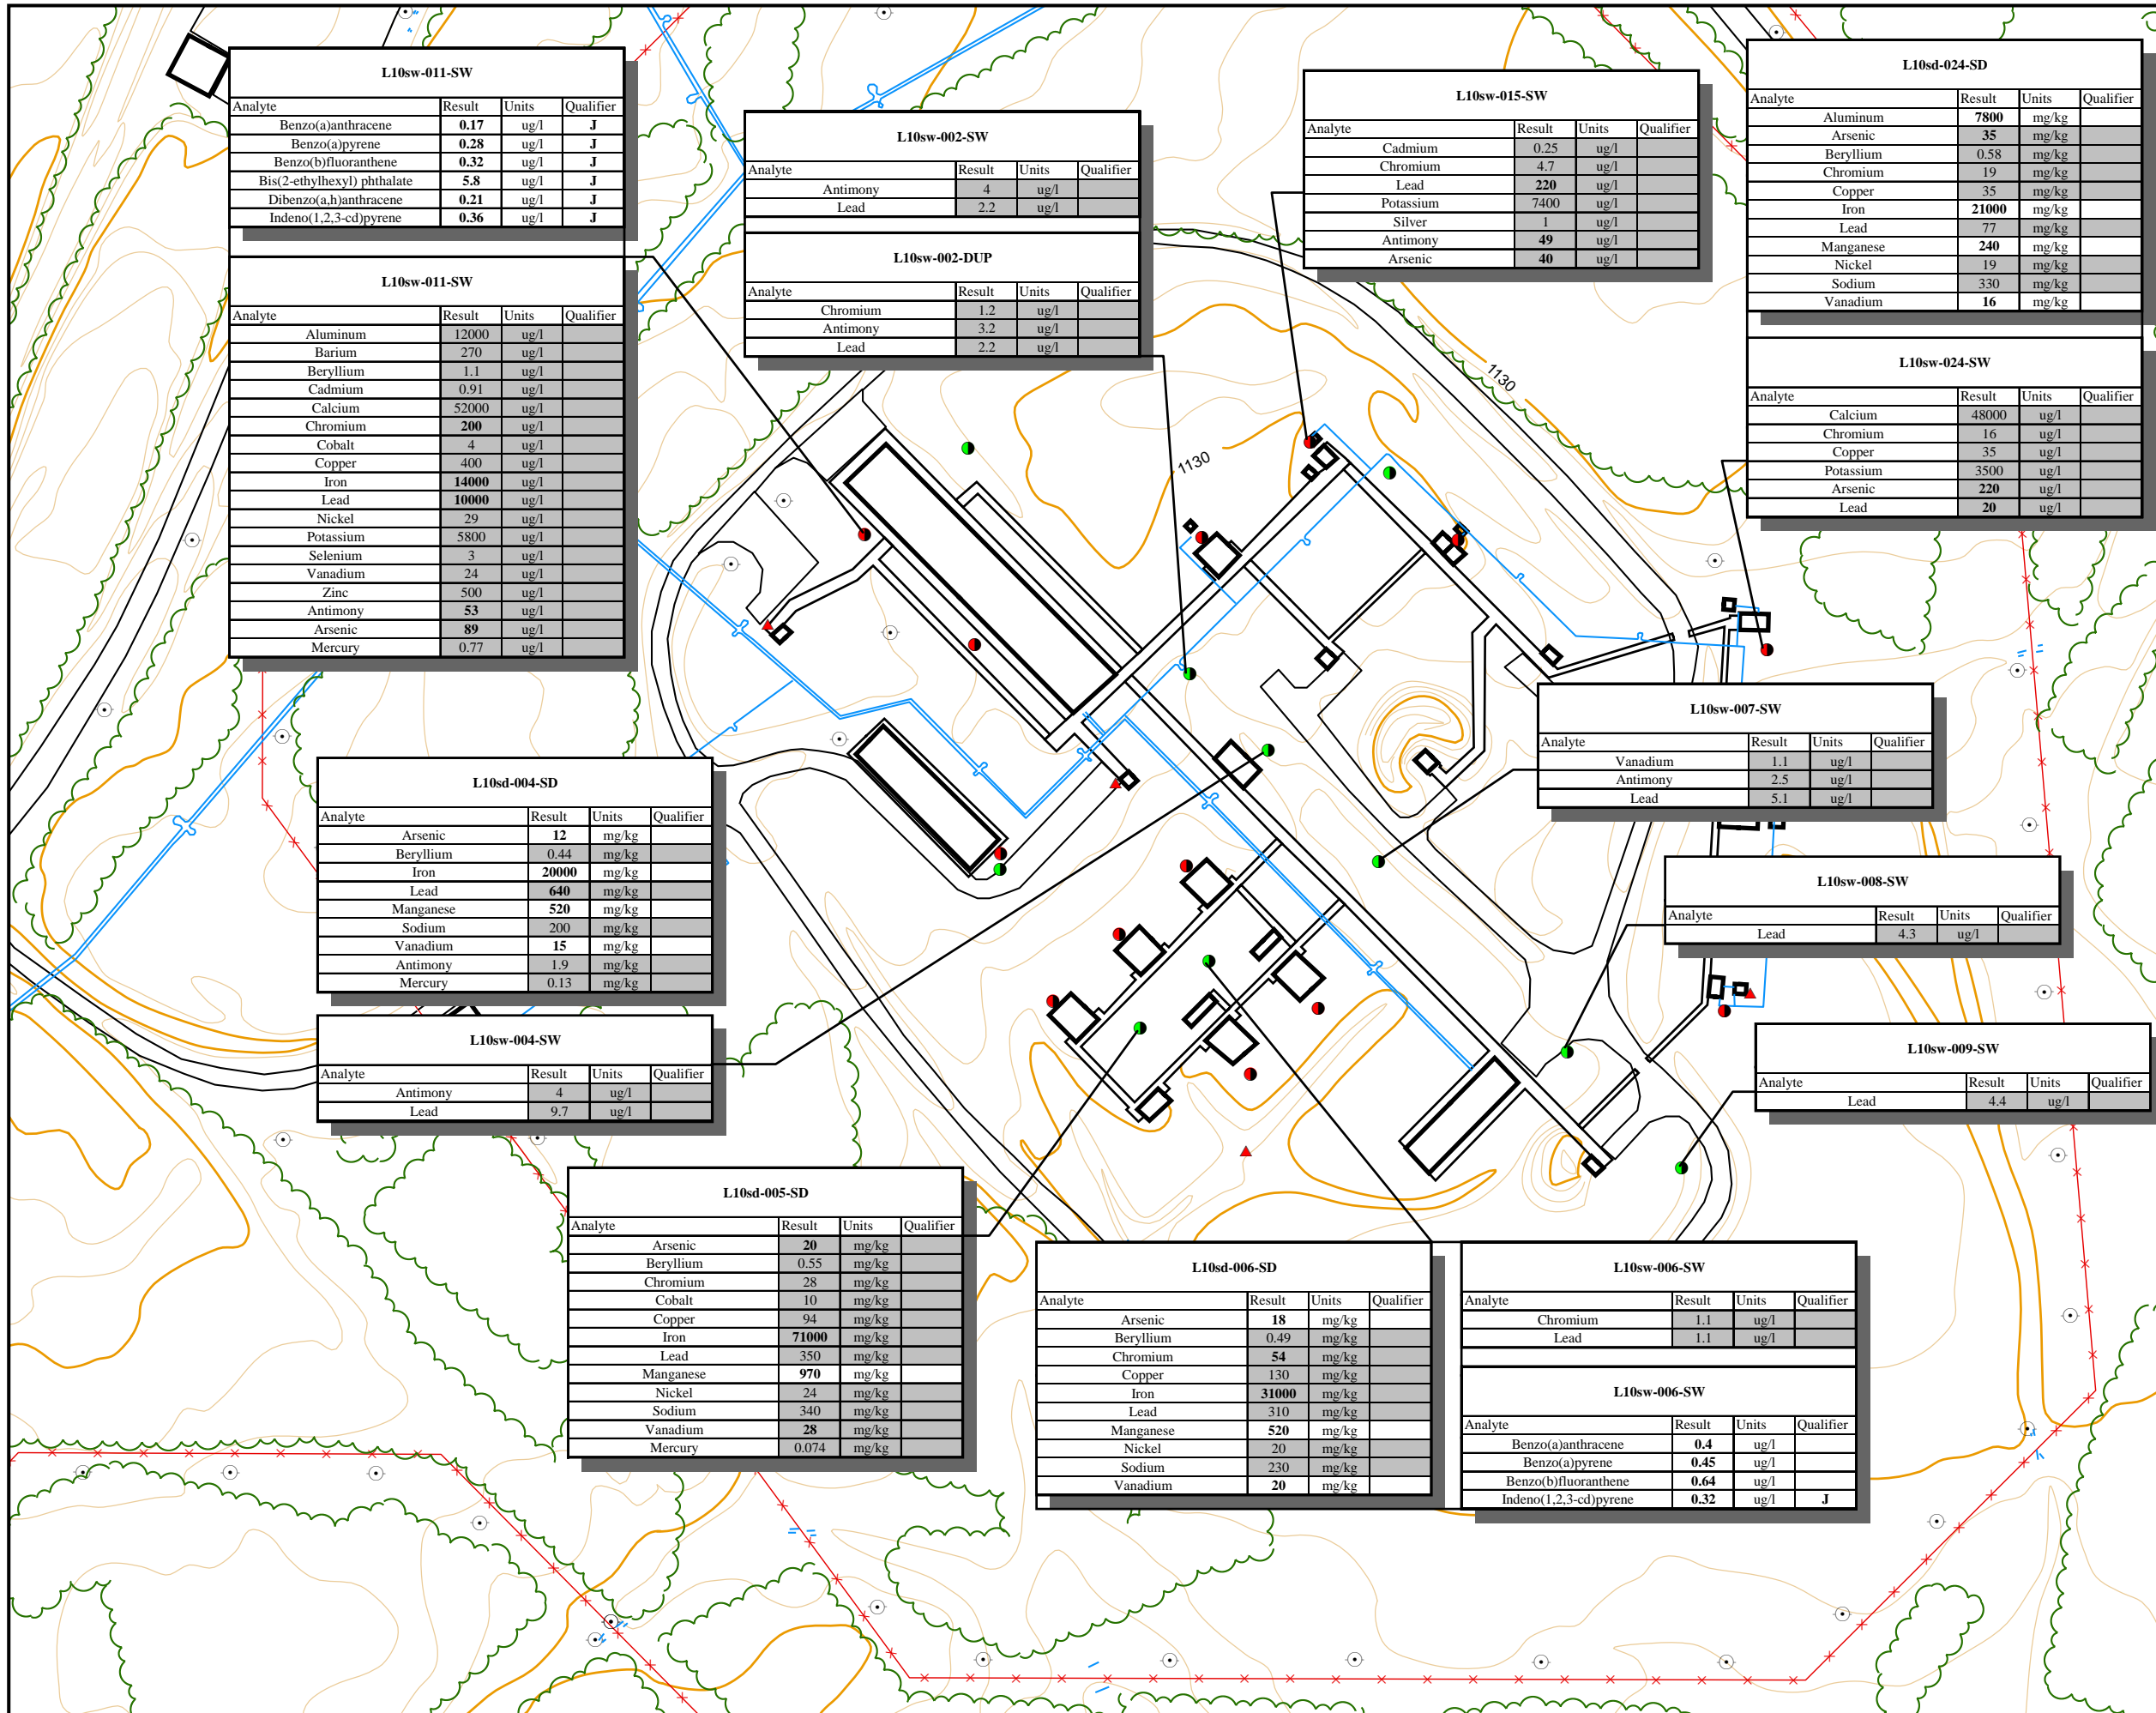 L10sw-011-SW
Analyte Result Units Qualifier
Benzo(a)anthracene 0.17 ug/l J
Benzo(a)pyrene 0.28 ug/l J
Benzo(b)fluoranthene 0.32 ug/l J
Bis(2-ethylhexyl) phthalate 5.8 ug/l J
Dibenzo(a,h)anthracene 0.21 ug/l J
Indeno(1,2,3-cd)pyrene 0.36 ug/l J
L10sw-011-SW
Analyte Result Units Qualifier
Aluminum 12000 ug/l
Barium 270 ug/l
Beryllium 1.1 ug/l
Cadmium 0.91 ug/l
Calcium 52000 ug/l
Chromium 200 ug/l
Cobalt 4 ug/l
Copper 400 ug/l
Iron 14000 ug/l
Lead 10000 ug/l
Nickel 29 ug/l
Potassium 5800 ug/l
Selenium 3 ug/l
Vanadium 24 ug/l
Zinc 500 ug/l
Antimony 53 ug/l
Arsenic 89 ug/l
Mercury 0.77 ug/l
L10sw-002-SW
Analyte Result Units Qualifier
Antimony 4 ug/l
Lead 2.2 ug/l
L10sw-002-DUP
Analyte Result Units Qualifier
Chromium 1.2 ug/l
Antimony 3.2 ug/l
Lead 2.2 ug/l
L10sw-015-SW
Analyte Result Units Qualifier
Cadmium 0.25 ug/l
Chromium 4.7 ug/l
Lead 220 ug/l
Potassium 7400 ug/l
Silver 1 ug/l
Antimony 49 ug/l
Arsenic 40 ug/l
L10sd-024-SD
Analyte Result Units Qualifier
Aluminum 7800 mg/kg
Arsenic 35 mg/kg
Beryllium 0.58 mg/kg
Chromium 19 mg/kg
Copper 35 mg/kg
Iron 21000 mg/kg
Lead 77 mg/kg
Manganese 240 mg/kg
Nickel 19 mg/kg
Sodium 330 mg/kg
Vanadium 16 mg/kg
L10sw-024-SW
Analyte Result Units Qualifier
Calcium 48000 ug/l
Chromium 16 ug/l
Copper 35 ug/l
Potassium 3500 ug/l
Arsenic 220 ug/l
Lead 20 ug/l
1130
1130
L10sw-007-SW
Analyte Result Units Qualifier
Vanadium 1.1 ug/l
Antimony 2.5 ug/l
Lead 5.1 ug/l
L10sd-004-SD
Analyte Result Units Qualifier
Arsenic 12 mg/kg
Beryllium 0.44 mg/kg
Iron 20000 mg/kg
Lead 640 mg/kg
Manganese 520 mg/kg
Sodium 200 mg/kg
Vanadium 15 mg/kg
Antimony 1.9 mg/kg
Mercury 0.13 mg/kg
L10sw-008-SW
Analyte Result Units Qualifier
Lead 4.3 ug/l
L10sw-004-SW
Analyte Result Units Qualifier
Antimony 4 ug/l
Lead 9.7 ug/l
L10sw-009-SW
Analyte Result Units Qualifier
Lead 4.4 ug/l
L10sd-005-SD
Analyte Result Units Qualifier
Arsenic 20 mg/kg
Beryllium 0.55 mg/kg
Chromium 28 mg/kg
Cobalt 10 mg/kg
Copper 94 mg/kg
Iron 71000 mg/kg
Lead 350 mg/kg
Manganese 970 mg/kg
Nickel 24 mg/kg
Sodium 340 mg/kg
Vanadium 28 mg/kg
Mercury 0.074 mg/kg
L10sd-006-SD
Analyte Result Units Qualifier
Arsenic 18 mg/kg
Beryllium 0.49 mg/kg
Chromium 54 mg/kg
Copper 130 mg/kg
Iron 31000 mg/kg
Lead 310 mg/kg
Manganese 520 mg/kg
Nickel 20 mg/kg
Sodium 230 mg/kg
Vanadium 20 mg/kg
L10sw-006-SW
Analyte Result Units Qualifier
Chromium 1.1 ug/l
Lead 1.1 ug/l
L10sw-006-SW
Analyte Result Units Qualifier
Benzo(a)anthracene 0.4 ug/l
Benzo(a)pyrene 0.45 ug/l
Benzo(b)fluoranthene 0.64 ug/l
Indeno(1,2,3-cd)pyrene 0.32 ug/l J